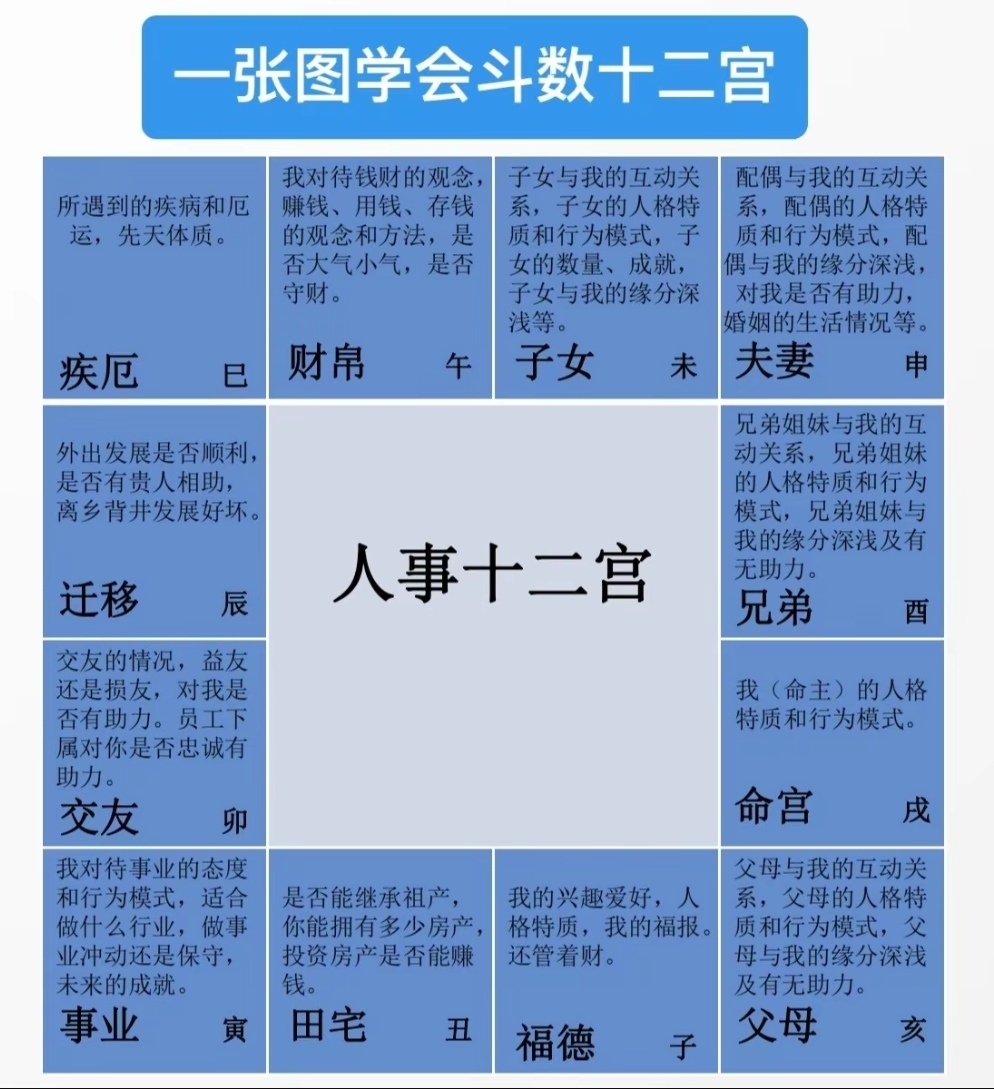 一张图学会斗数十二宫
所遇到的疾病和厄
运，先天体质。
疾厄 巳
我对待钱财的观念，
赚钱、用钱、存钱
的观念和方法，是
否大气小气，是否
守财。
财帛 午
子女与我的互动关
系，子女的人格特
质和行为模式，子
女的数量、成就，
子女与我的缘分深
浅等。
子女 未
配偶与我的互动关
系，配偶的人格特
质和行为模式，配
偶与我的缘分深浅，
对我是否有助力，
婚姻的生活情况等。
夫妻 申
外出发展是否顺利，
是否有贵人相助，
离乡背井发展好坏。
迁移 辰
人事十二宫
兄弟姐妹与我的互
动关系，兄弟姐妹
的人格特质和行为
模式，兄弟姐妹与
我的缘分深浅及有
无助力。
兄弟 酉
交友的情况，益友
还是损友，对我是
否有助力。员工下
属对你是否忠诚有
助力。
交友 卯
我（命主）的人格
特质和行为模式。
命宫 戌
我对待事业的态度
和行为模式，适合
做什么行业，做事
业冲动还是保守，
未来的成就。
事业 寅
是否能继承祖产，
你能拥有多少房产，
投资房产是否能赚
钱。
田宅 丑
我的兴趣爱好，人
格特质，我的福报。
还管着财。
福德 子
父母与我的互动关
系，父母的人格特
质和行为模式，父
母与我的缘分深浅
及有无助力。
父母 亥